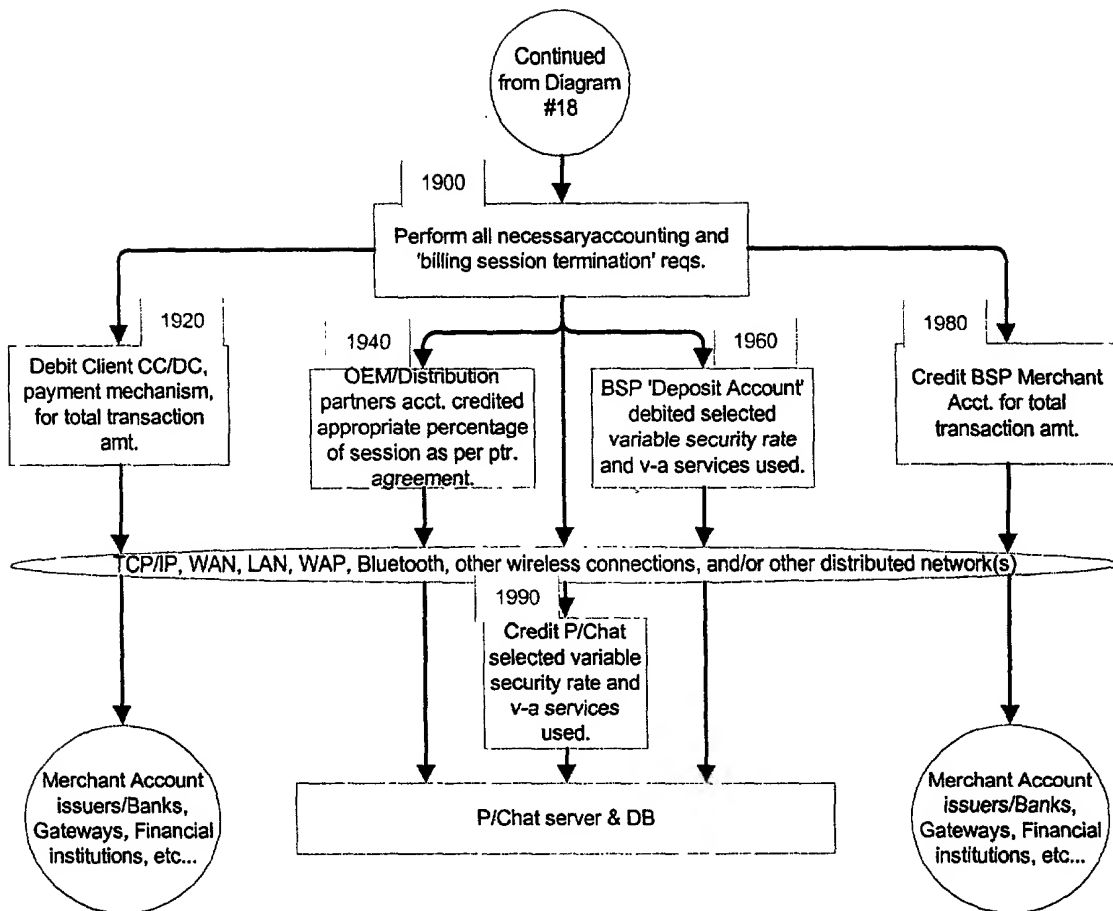 Continued
from Diagram
#18
1900
Perform all necessaryaccounting and
'billing session termination' reqs.
1920
Debit Client CC/DC,
payment mechanism,
for total transaction
amt.
1940
OEM/Distribution
partners acct. credited
appropriate percentage
of session as per ptr.
agreement.
1960
BSP 'Deposit Account'
debited selected
variable security rate
and v-a services used.
1980
Credit BSP Merchant
Acct. for total
transaction amt.
TCP/IP, WAN, LAN, WAP, Bluetooth, other wireless connections, and/or other distributed network(s)
1990
Credit P/Chat
selected variable
security rate and
v-a services
used.
Merchant Account
issuers/Banks,
Gateways, Financial
institutions, etc...
P/Chat server & DB
Merchant Account
issuers/Banks,
Gateways, Financial
institutions, etc...